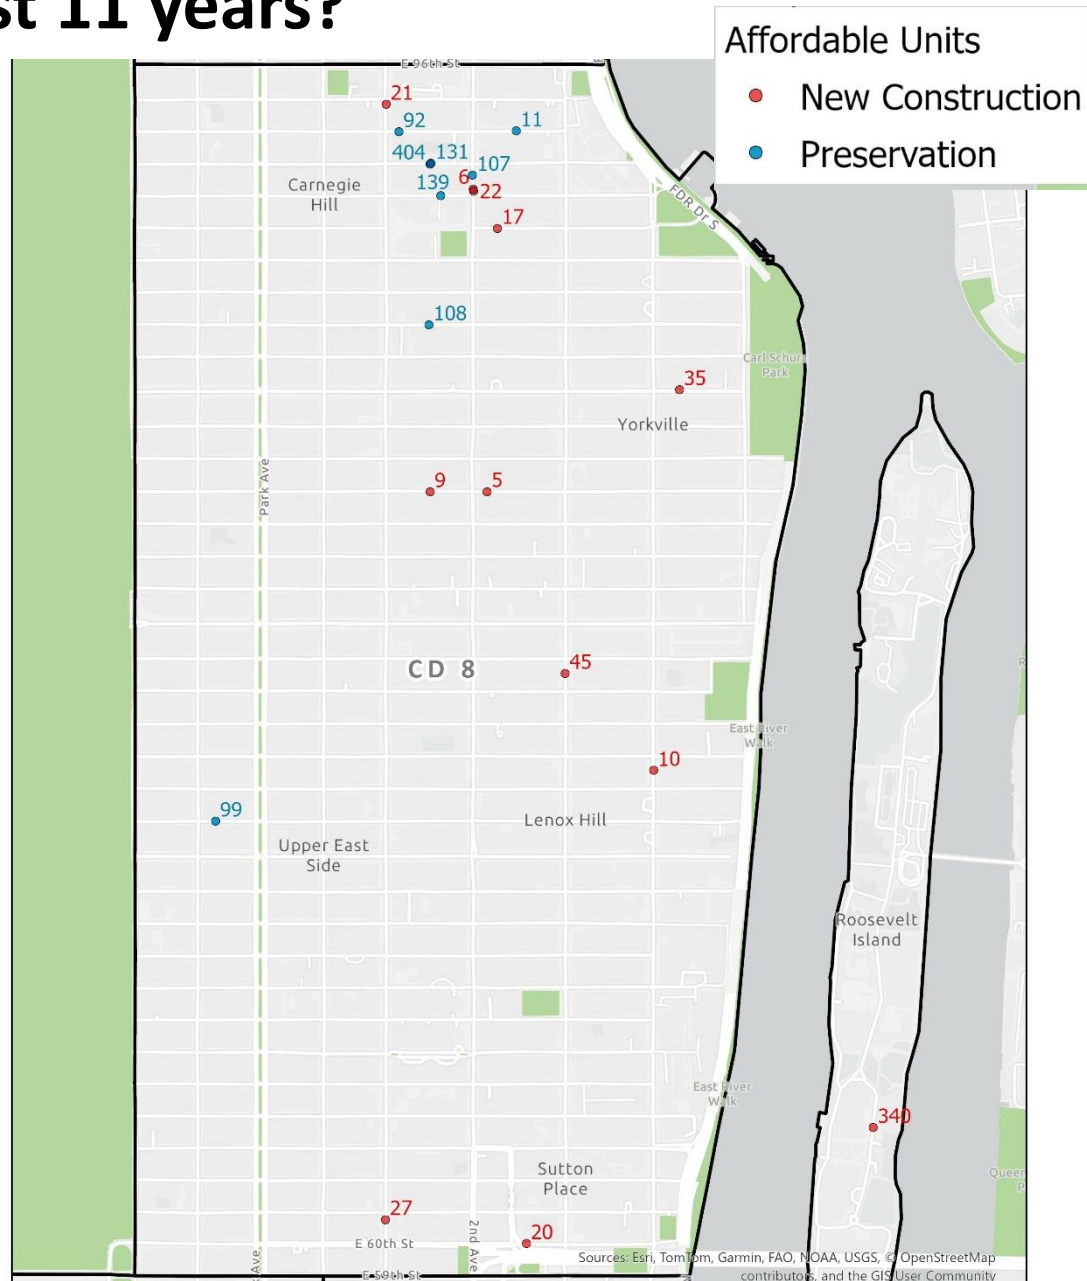 st 11 years?
Affordable Units
New Construction
Preservation
E 96th St
21
92
11
404 131
107
6
139
22
Carnegie
Hill
17
FDR Dr S
108
Carl Schurz
Park
35
Yorkville
Park Ave
9
5
CD 8
45
East River
Walk
10
99
Lenox Hill
Upper East
Side
Roosevelt
Island
East River
Walk
340
Sutton
Place
Queen
P
27
20
2nd Ave
E 60th St
Ave
Sources: Esri, TomTom, Garmin, FAO, NOAA, USGS, © OpenStreetMap
contributors, and the GIS User Community
E 59th St